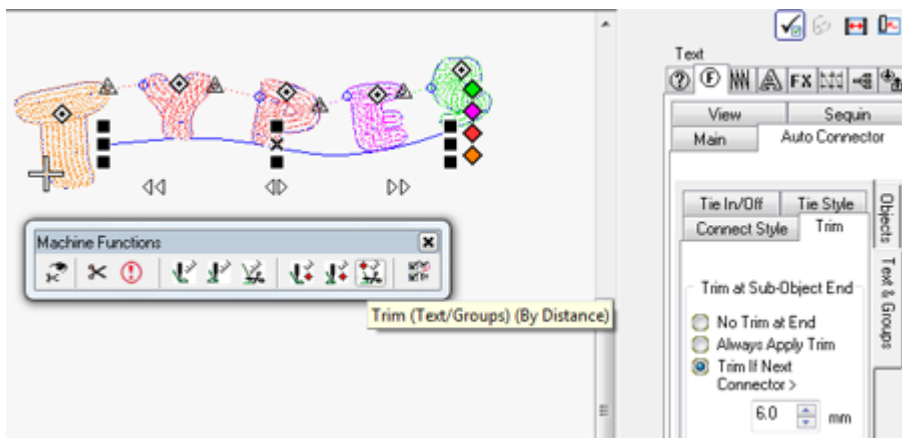 TYPES
Machine Functions
Trim (Text/Groups) (By Distance)
Text
FX
View
Sequin
Main
Auto Connector
Tie In/Off
Tie Style
Connect Style
Trim
Objects
Text & Groups
Trim at Sub-Object End
No Trim at End
Always Apply Trim
Trim If Next
Connector >
6.0
mm